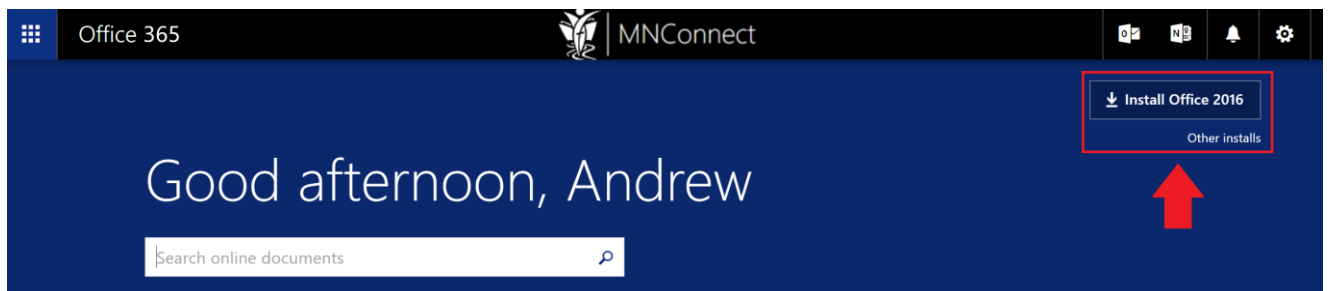 Office 365
MNConnect
Install Office 2016
Other installs
Good afternoon, Andrew
Search online documents